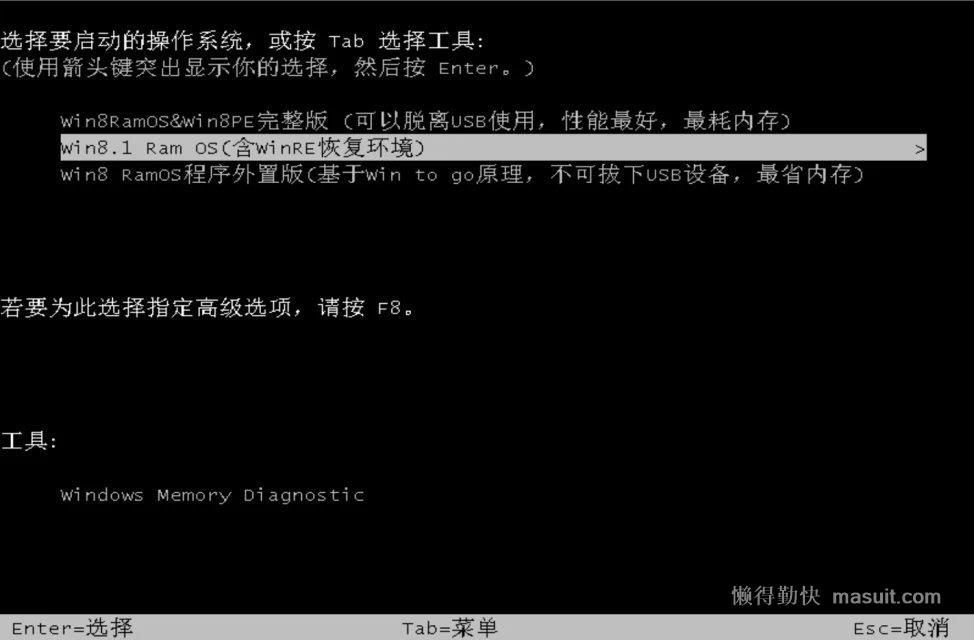 选择要启动的操作系统，或按 Tab 选择工具:
(使用箭头键突出显示你的选择，然后按 Enter。)
Win8RamOS&Win8PE完整版 (可以脱离USB使用，性能最好，最耗内存)
Win8.1 Ram OS(含WinRE恢复环境) >
Win8 RamOS程序外置版(基于Win to go原理，不可拔下USB设备，最省内存)
若要为此选择指定高级选项，请按 F8。
工具:
Windows Memory Diagnostic
懒得勤快 masuit.com
Enter=选择 Tab=菜单 Esc=取消